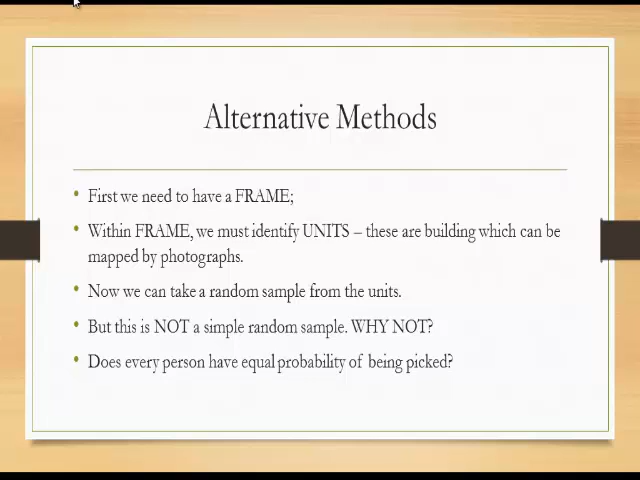 Alternative Methods
• First we need to have a FRAME;
• Within FRAME, we must identify UNITS – these are building which can be
mapped by photographs.
• Now we can take a random sample from the units.
• But this is NOT a simple random sample. WHY NOT?
• Does every person have equal probability of being picked?